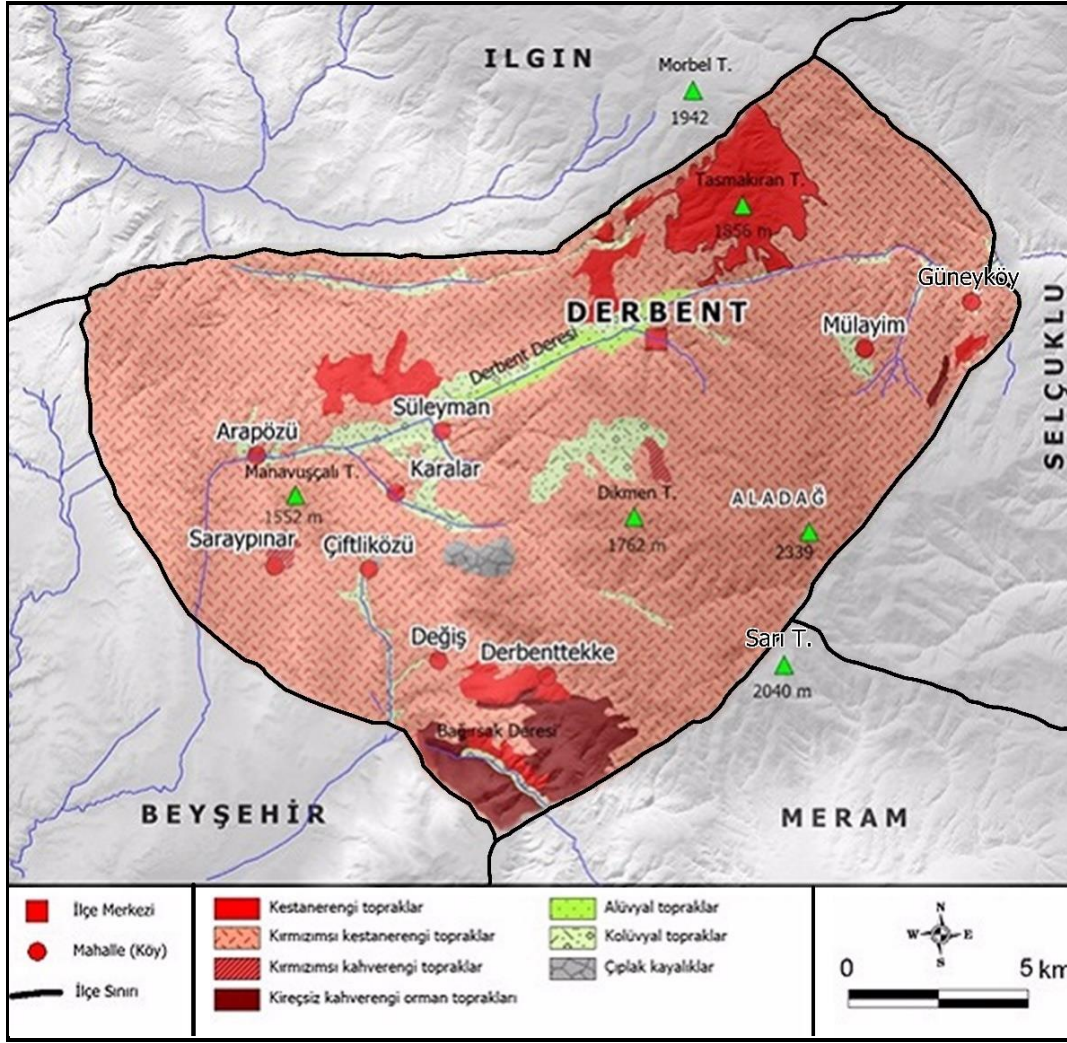 ILGIN
Morbel T.
1942
Tasmakıran T.
1856 m
Güneyköy
DERBENT
Mülayim
SELÇUKLU
Derbent Deresi
Süleyman
Arapözü
Manavuşçalı T.
1552 m
Karalar
Dikmen T.
1762 m
ALADAĞ
2339
Saraypınar
Çiftliközü
Değiş
Derbenttekke
Sarı T.
2040 m
Bağırsak Deresi
BEYŞEHİR
MERAM
İlçe Merkezi
Mahalle (Köy)
İlçe Sınırı
Kestanerengi topraklar
Kırmızımsı kestanerengi topraklar
Kırmızımsı kahverengi topraklar
Kireçsiz kahverengi orman toprakları
Alüvyal topraklar
Kolüvyal topraklar
Çıplak kayalıklar
N
W E
S
0 5 km